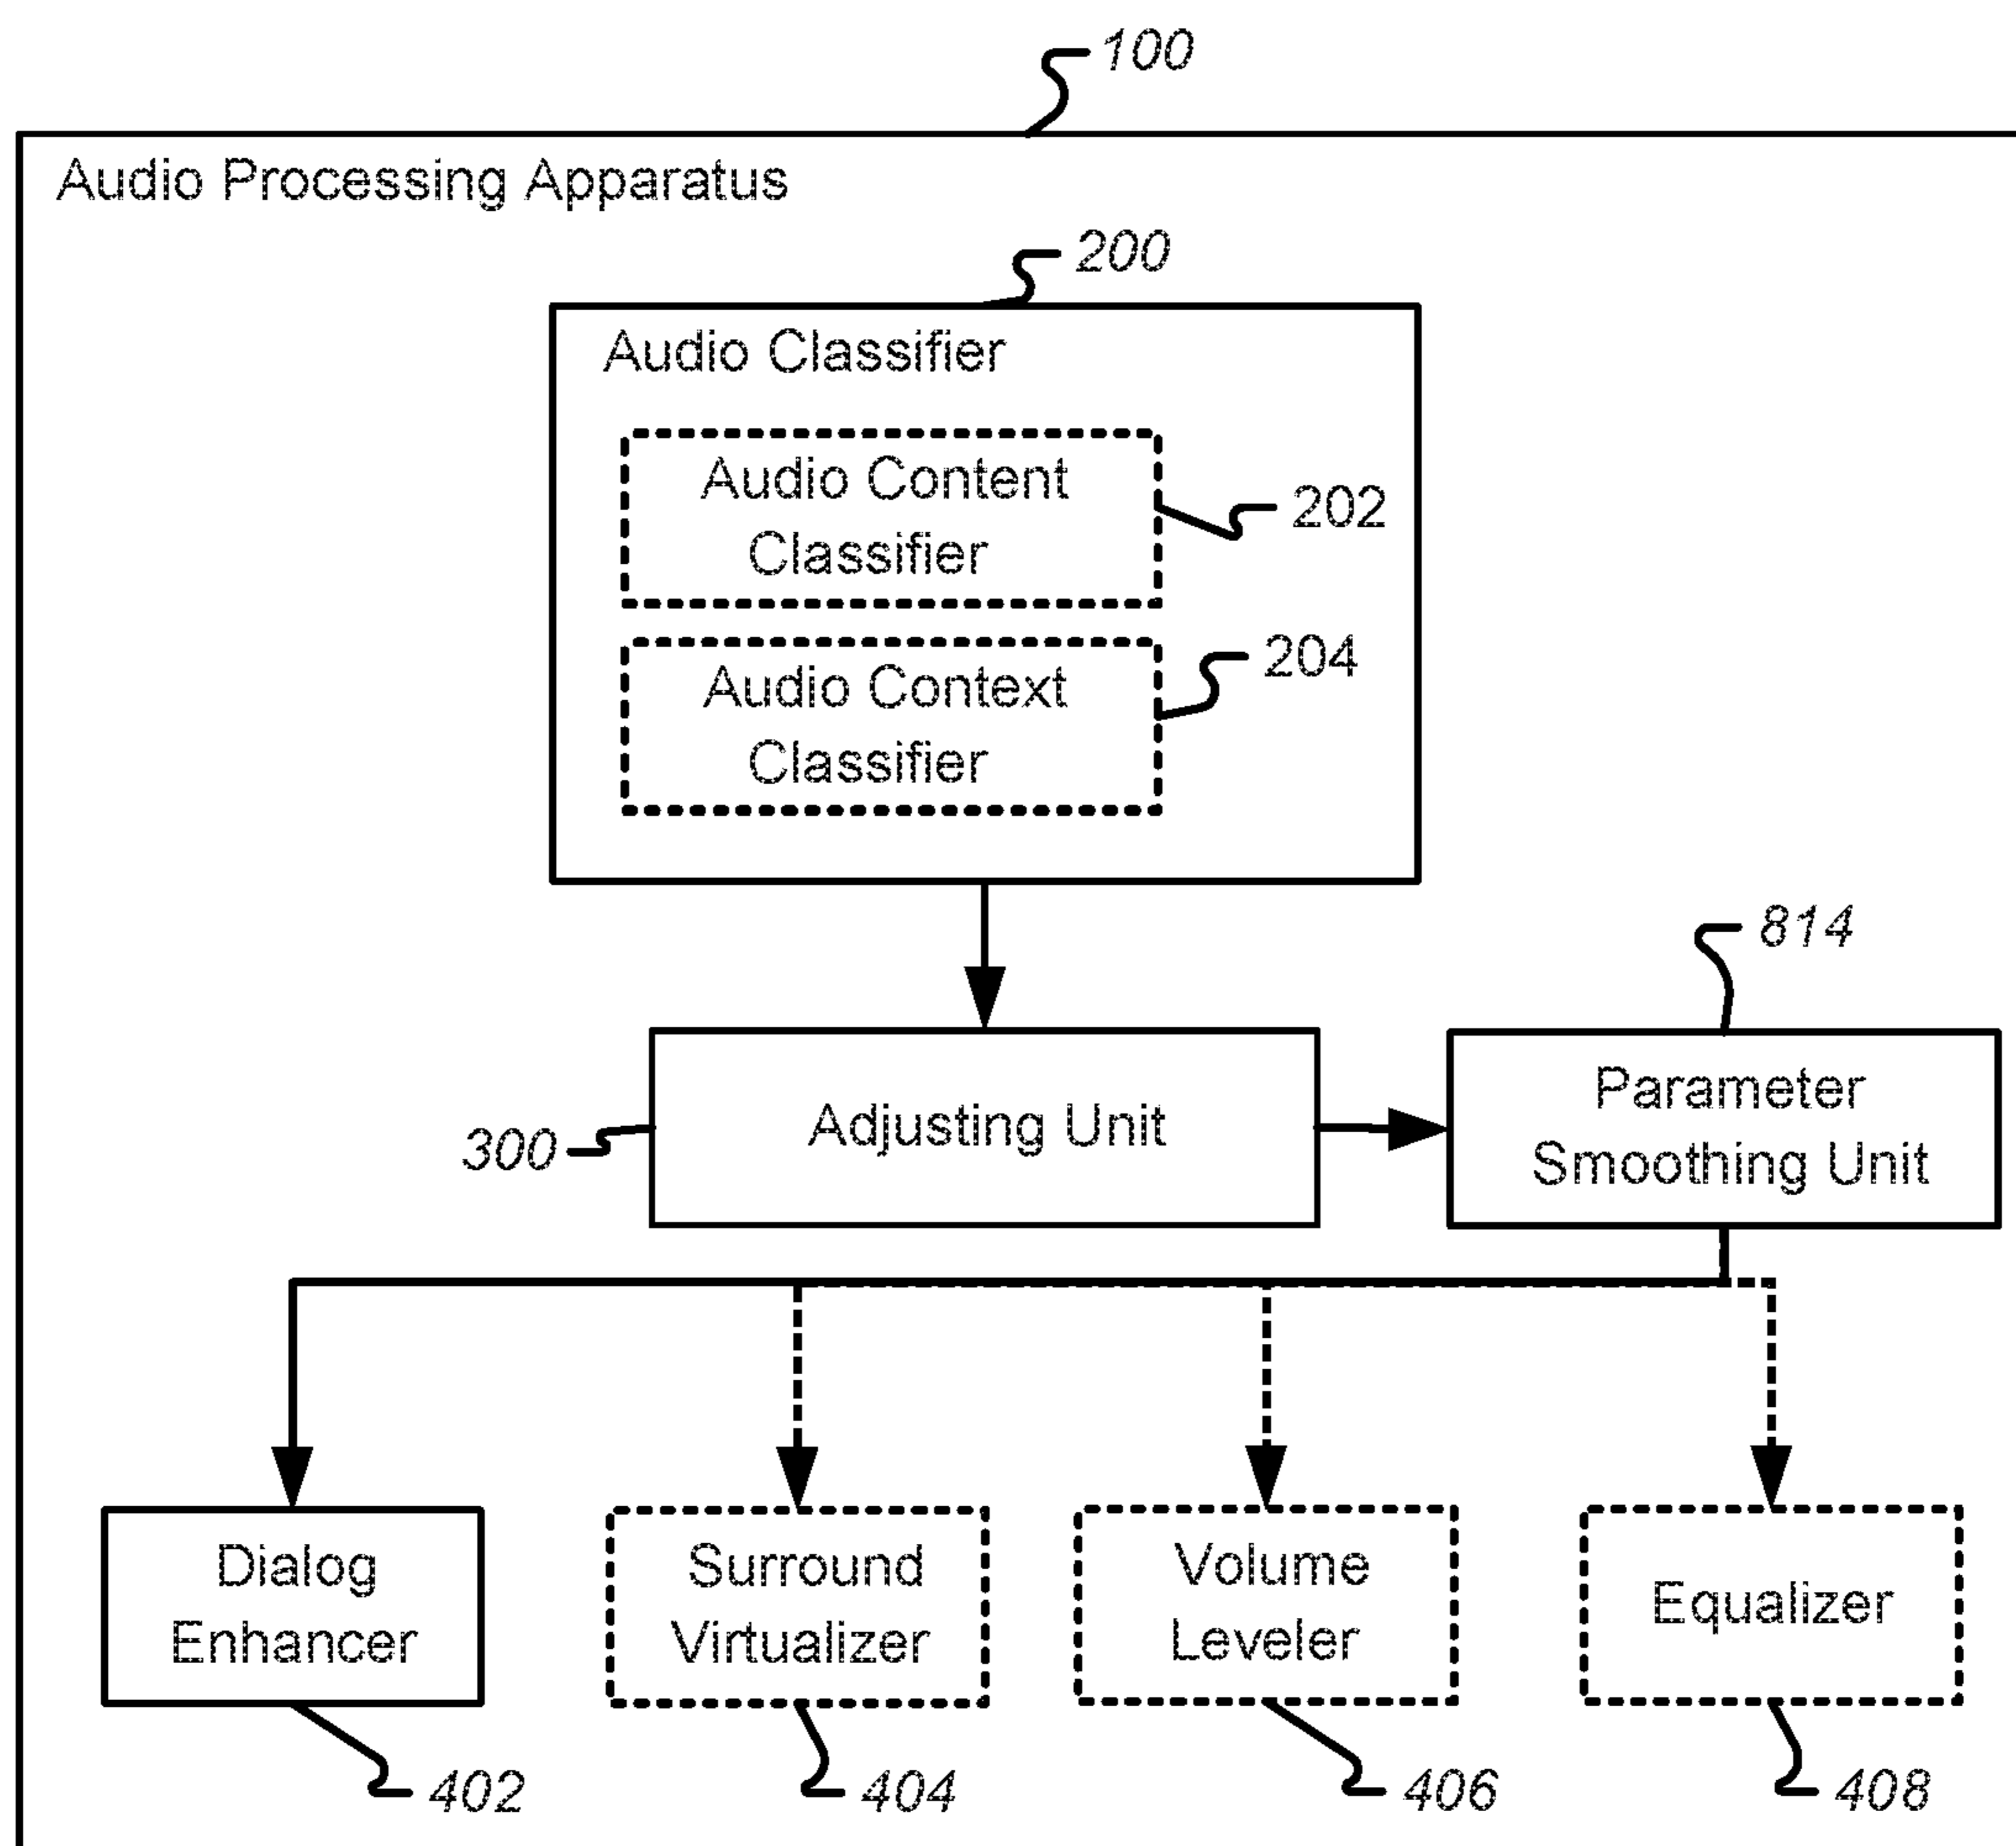 100
Audio Processing Apparatus
200
Audio Classifier
Audio Content
Classifier
202
Audio Context
Classifier
204
814
300
Adjusting Unit
Parameter
Smoothing Unit
Dialog
Enhancer
Surround
Virtualizer
Volume
Leveler
Equalizer
402
404
406
408